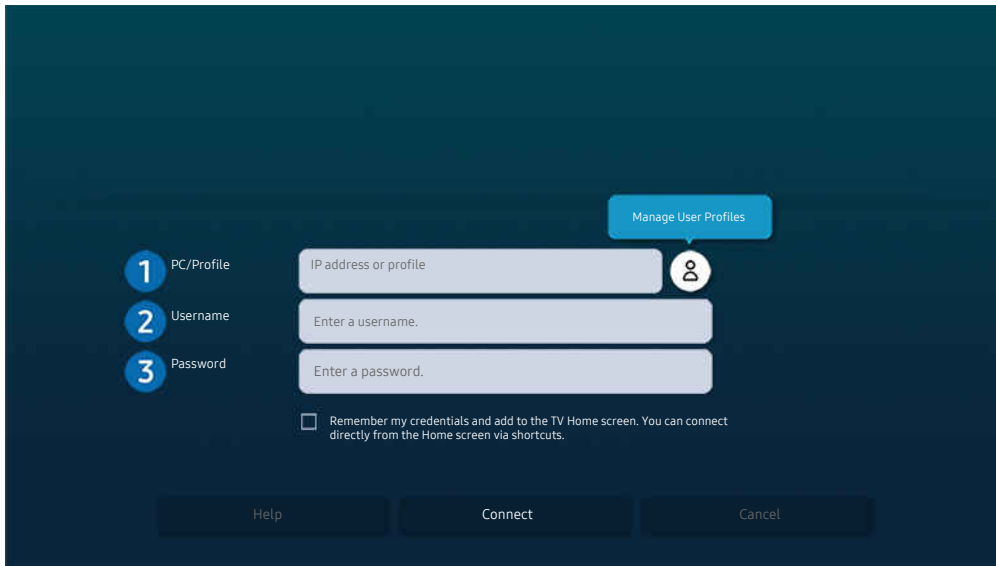 Manage User Profiles
1 PC/Profile IP address or profile
2 Username Enter a username.
3 Password Enter a password.
Remember my credentials and add to the TV Home screen. You can connect
directly from the Home screen via shortcuts.
Help Connect Cancel